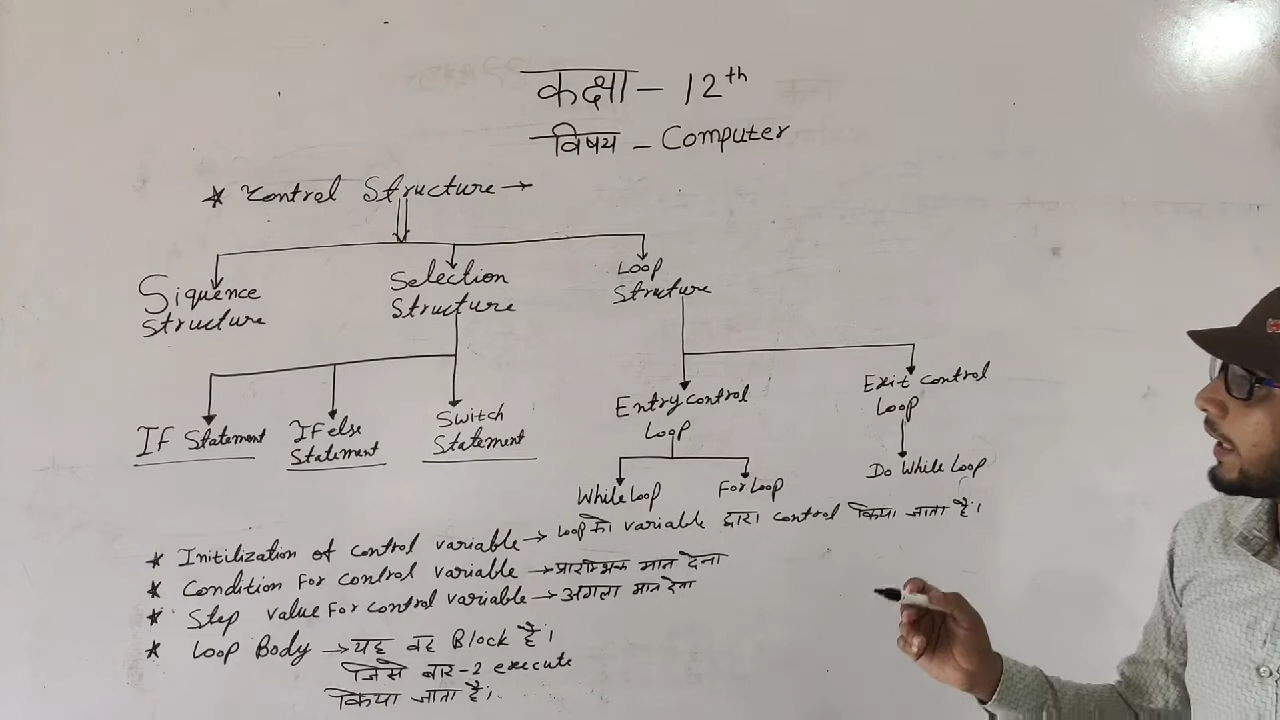 कक्षा - 12th
विषय - Computer
* Control Structure →
Siquence Structure
Selection Structure
Loop Structure
IF Statement
IF else Statement
Switch Statement
Entry control Loop
Exit control Loop
While Loop
For Loop
Do While Loop
* Initilization of control variable → Loop को variable द्वारा control किया जाता है।
* Condition For control variable → प्रारम्भिक मान देना
* Step value For control variable → अगला मान देना
* Loop Body → यह वह Block है।
जिसे बार-2 execute
किया जाता है।